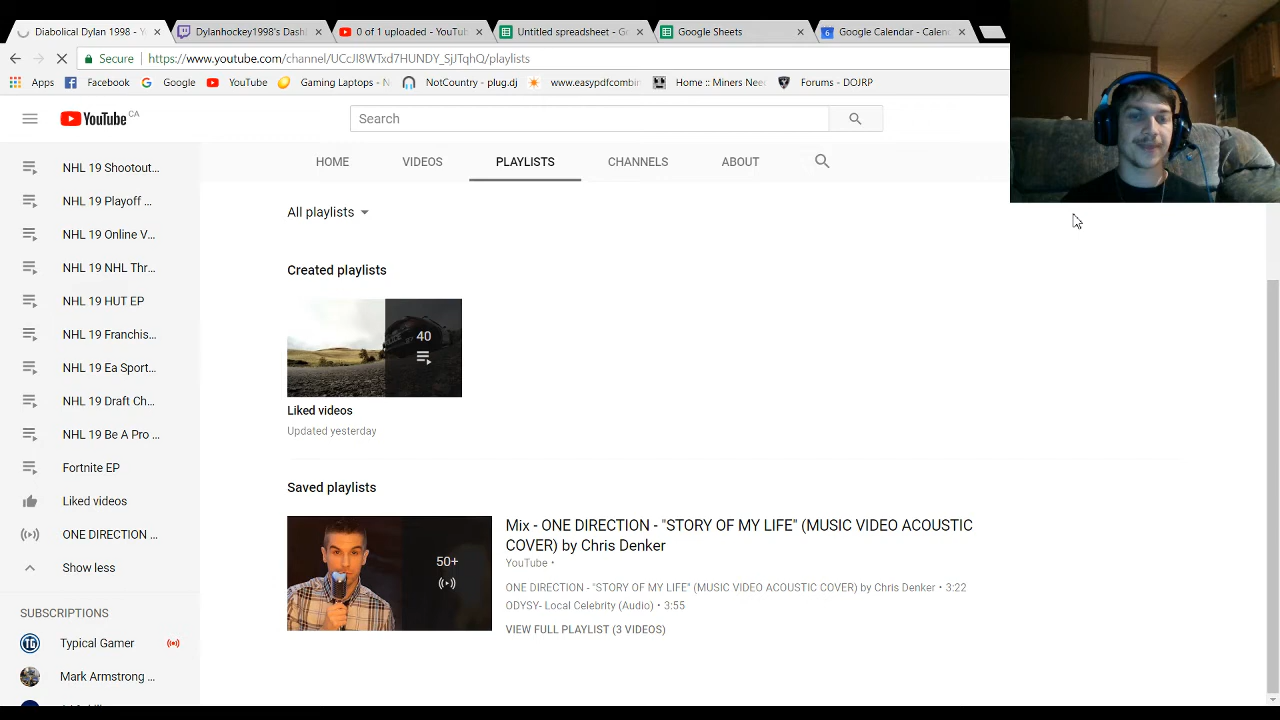 Diabolical Dylan 1998
Dylanhockey1998's Dashb
0 of 1 uploaded - YouTu
Untitled spreadsheet - Go
Google Sheets
Google Calendar - Calen
Secure
https://www.youtube.com/channel/UCcJI8WTxd7HUNDY_SjJTqhQ/playlists
Apps
Facebook
Google
YouTube
Gaming Laptops - N
No!Country - plug.dj
www.easypdfcombin
Home :: Miners Nee
Forums - DOJRP
YouTube CA
Search
HOME
VIDEOS
PLAYLISTS
CHANNELS
ABOUT
NHL 19 Shootout...
NHL 19 Playoff ...
NHL 19 Online V...
NHL 19 NHL Thr...
NHL 19 HUT EP
NHL 19 Franchis...
NHL 19 Ea Sport...
NHL 19 Draft Ch...
NHL 19 Be A Pro ...
Fortnite EP
Liked videos
ONE DIRECTION ...
Show less
SUBSCRIPTIONS
Typical Gamer
Mark Armstrong ...
All playlists
Created playlists
40
Liked videos
Updated yesterday
Saved playlists
50+
Mix - ONE DIRECTION - "STORY OF MY LIFE" (MUSIC VIDEO ACOUSTIC
COVER) by Chris Denker
YouTube •
ONE DIRECTION - "STORY OF MY LIFE" (MUSIC VIDEO ACOUSTIC COVER) by Chris Denker • 3:22
ODYSY- Local Celebrity (Audio) • 3:55
VIEW FULL PLAYLIST (3 VIDEOS)